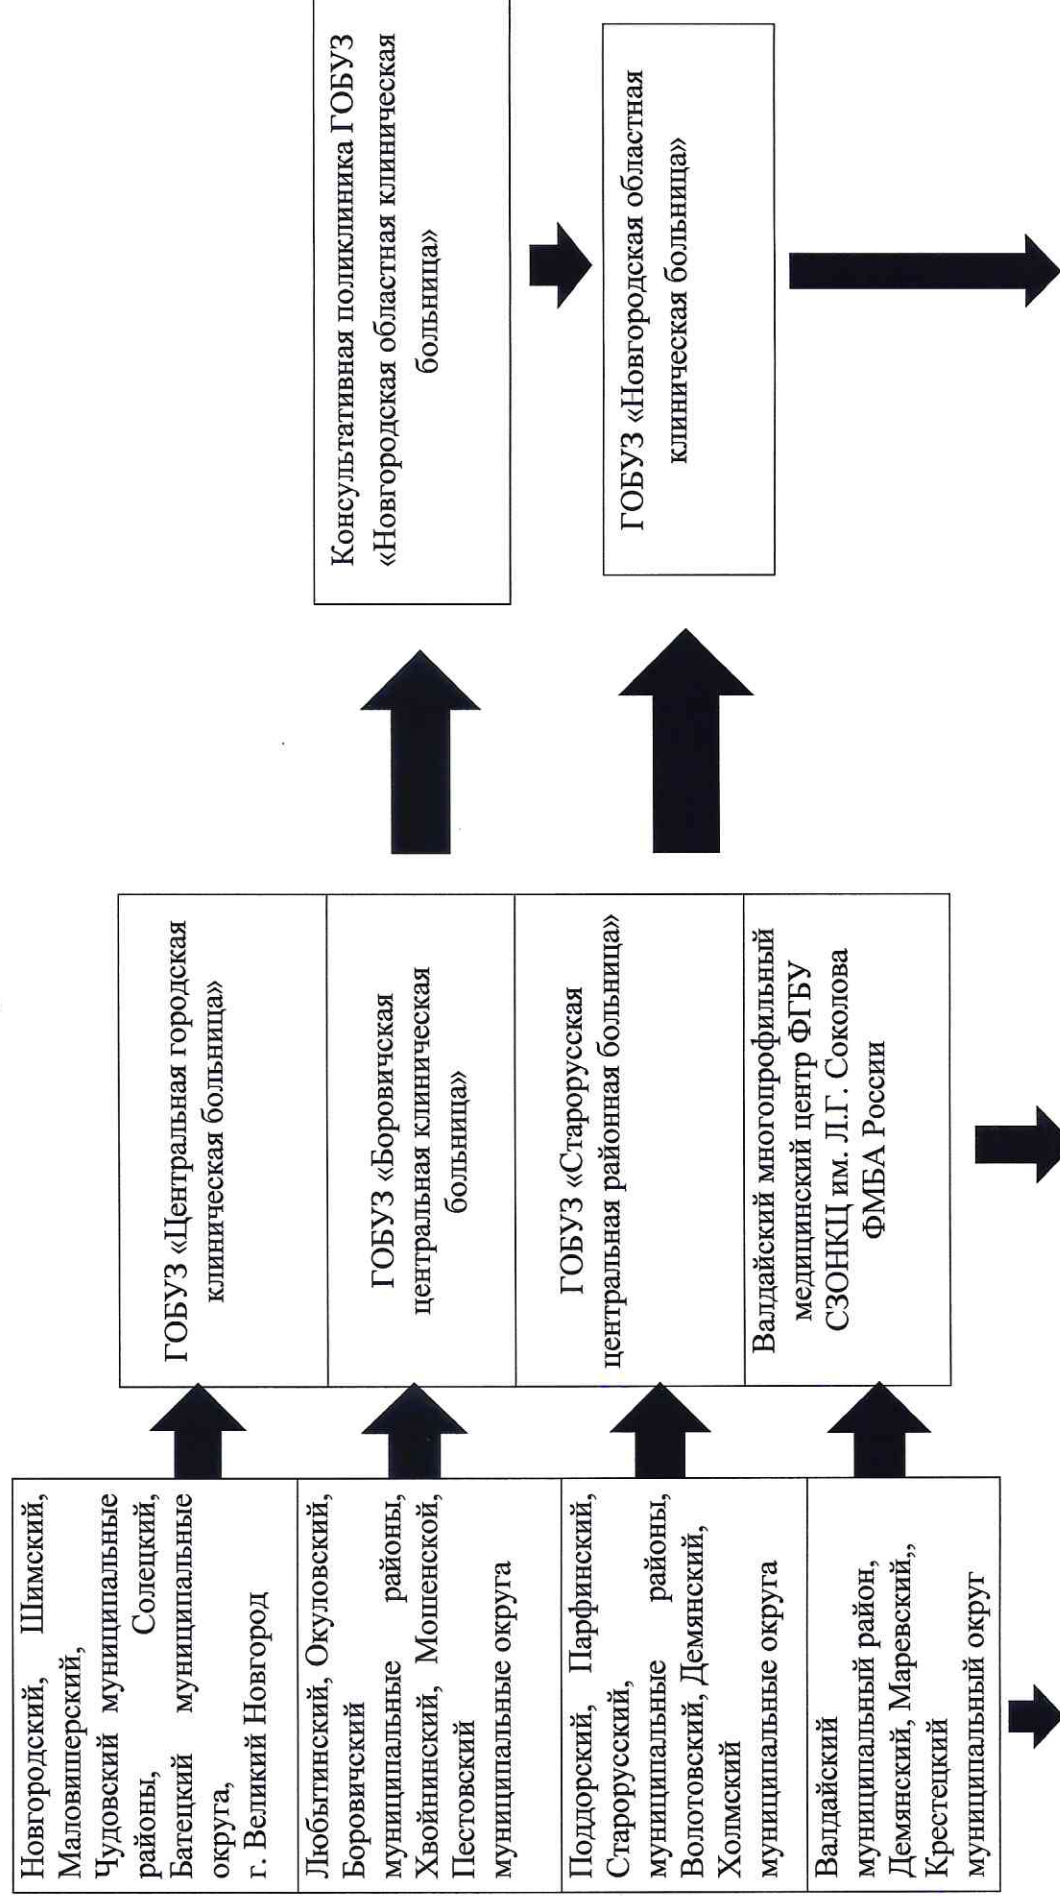 Новгородский, Шимский,
Маловишерский,
Чудовский муниципальные
районы, Солецкий,
Батецкий муниципальные
округа,
г. Великий Новгород
Любытинский, Окуловский,
Боровичский
муниципальные районы,
Хвойнинский, Мошенской,
Пестовский
муниципальные округа
Поддорский, Парфинский,
Старорусский,
муниципальные районы,
Волотовский, Демянский,
Холмский
муниципальные округа
Валдайский
муниципальный район,
Демянский, Маревский,,
Крестецкий
муниципальный округ
ГОБУЗ «Центральная городская
клиническая больница»
ГОБУЗ «Боровичская
центральная клиническая
больница»
ГОБУЗ «Старорусская
центральная районная больница»
Валдайский многопрофильный
медицинский центр ФГБУ
СЗОНКЦ им. Л.Г. Соколова
ФМБА России
Консультативная поликлиника ГОБУЗ
«Новгородская областная клиническая
больница»
ГОБУЗ «Новгородская областная
клиническая больница»